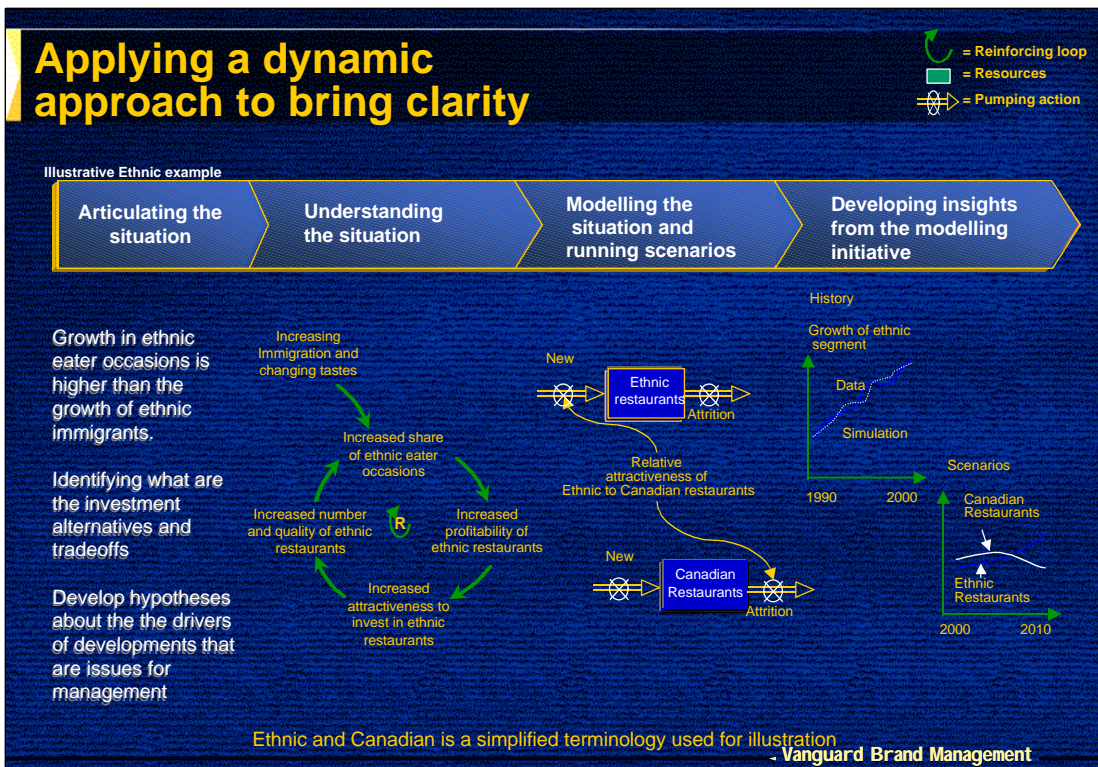 Applying a dynamic
approach to bring clarity
= Reinforcing loop
= Resources
= Pumping action
Illustrative Ethnic example
Articulating the
situation
Understanding
the situation
Modelling the
situation and
running scenarios
Developing insights
from the modelling
initiative
Growth in ethnic
eater occasions is
higher than the
growth of ethnic
immigrants.
Identifying what are
the investment
alternatives and
tradeoffs
Develop hypotheses
about the the drivers
of developments that
are issues for
management
Increasing
Immigration and
changing tastes
Increased share
of ethnic eater
occasions
Increased
profitability of
ethnic restaurants
Increased
attractiveness to
invest in ethnic
restaurants
Increased number
and quality of ethnic
restaurants
R
New
Ethnic
restaurants
Attrition
Relative
attractiveness of
Ethnic to Canadian restaurants
New
Canadian
Restaurants
Attrition
History
Growth of ethnic
segment
Data
Simulation
1990 2000
Scenarios
Canadian
Restaurants
Ethnic
Restaurants
2000 2010
Ethnic and Canadian is a simplified terminology used for illustration
Vanguard Brand Management